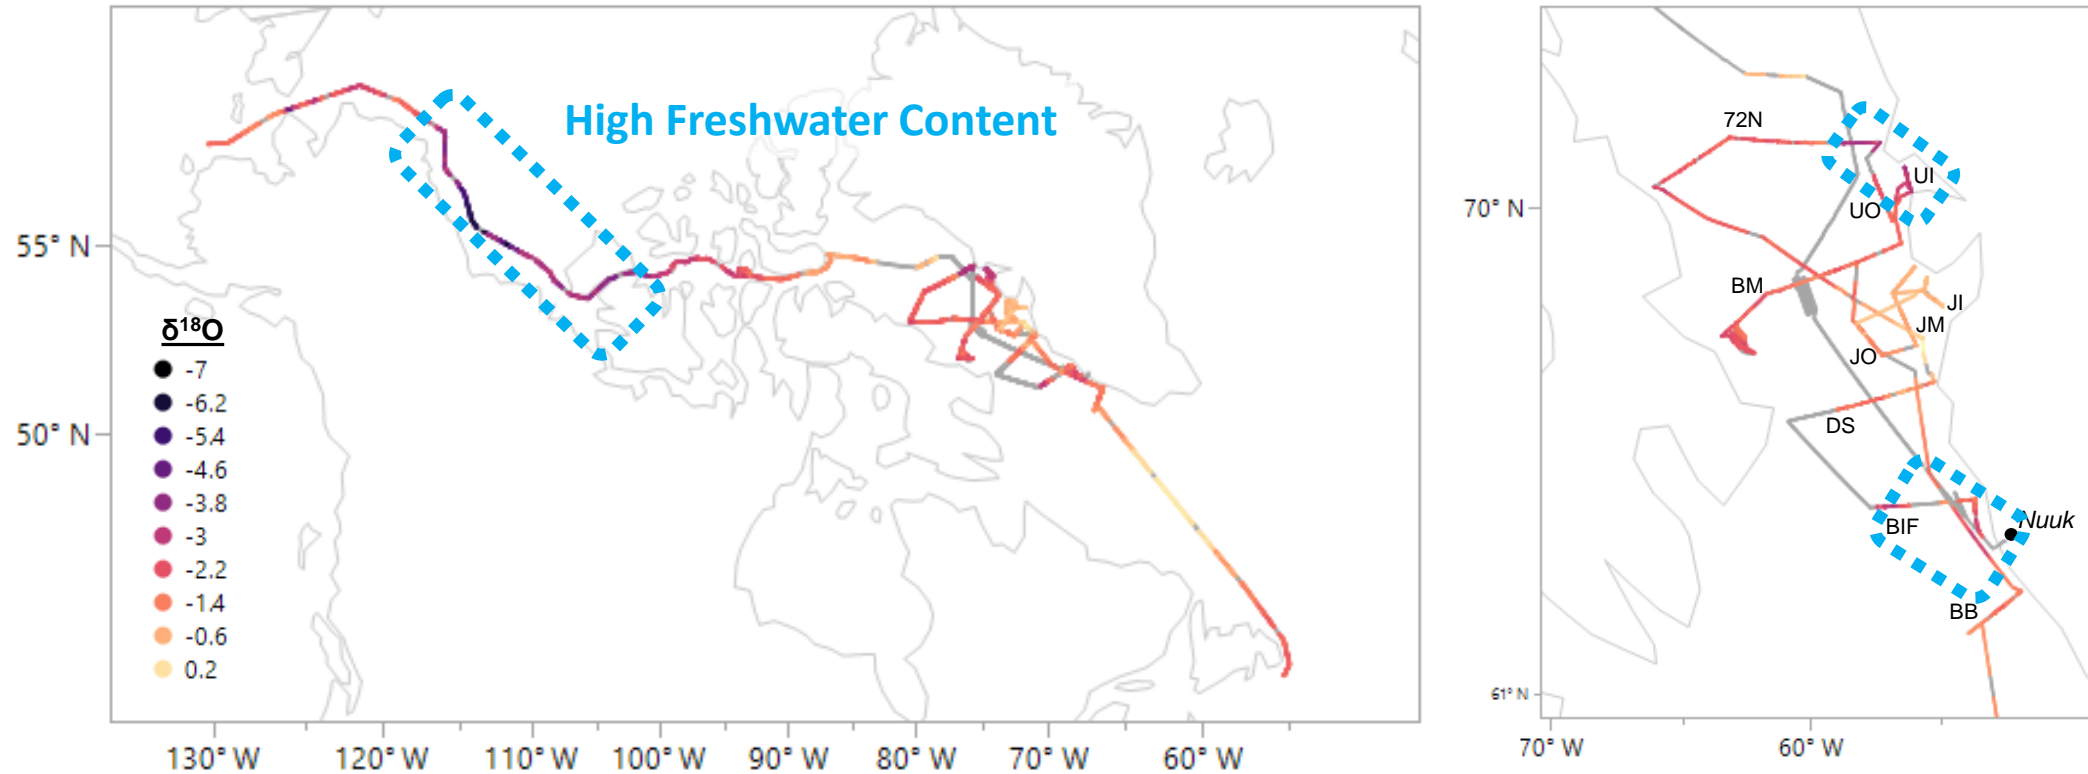 High Freshwater Content
55° N
50° N
δ¹⁸O
-7
-6.2
-5.4
-4.6
-3.8
-3
-2.2
-1.4
-0.6
0.2
130° W 120° W 110° W 100° W 90° W 80° W 70° W 60° W
72N
UI
70° N
UO
BM
JI
JM
JO
DS
Nuuk
BIF
BB
61° N
70° W 60° W